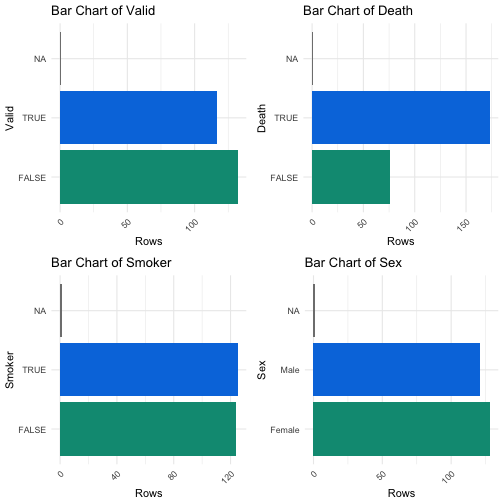 Bar Chart of Valid
Valid
NA
TRUE
FALSE
0 50 100
Rows
Bar Chart of Death
Death
NA
TRUE
FALSE
0 50 100 150
Rows
Bar Chart of Smoker
Smoker
NA
TRUE
FALSE
0 40 80 120
Rows
Bar Chart of Sex
Sex
NA
Male
Female
0 50 100
Rows